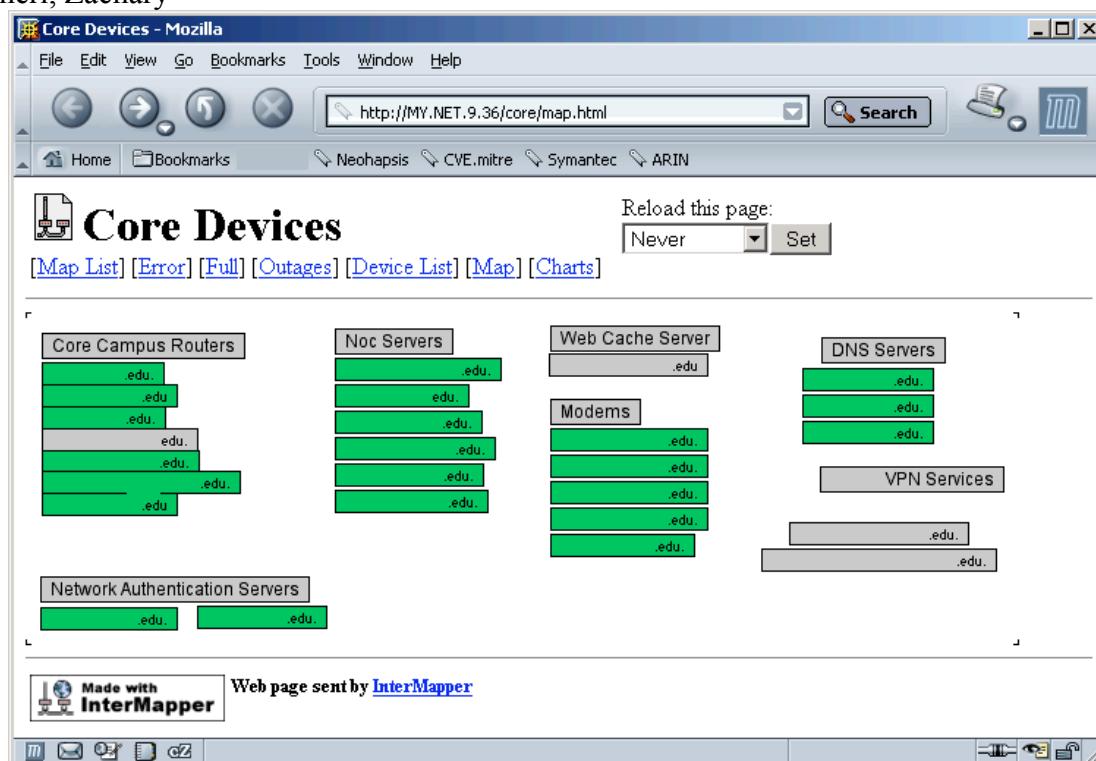 Zachary
Core Devices - Mozilla
File Edit View Go Bookmarks Tools Window Help
http://MY.NET.9.36/core/map.html
Search
Home Bookmarks Neohapsis CVE.mitre Symantec ARIN
Core Devices
Reload this page:
Never Set
[Map List] [Error] [Full] [Outages] [Device List] [Map] [Charts]
Core Campus Routers
.edu.
.edu
.edu.
edu.
.edu.
.edu.
.edu
Noc Servers
.edu.
edu.
.edu.
.edu.
.edu.
.edu.
Web Cache Server
.edu
Modems
.edu.
.edu.
.edu.
.edu.
.edu.
DNS Servers
.edu.
.edu.
.edu.
VPN Services
.edu.
.edu.
Network Authentication Servers
.edu. .edu.
Made with
InterMapper
Web page sent by InterMapper